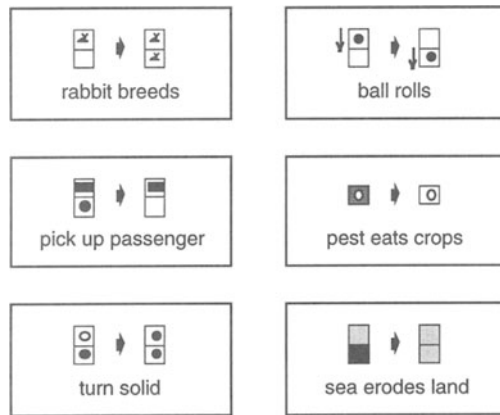 rabbit breeds
ball rolls
pick up passenger
pest eats crops
turn solid
sea erodes land